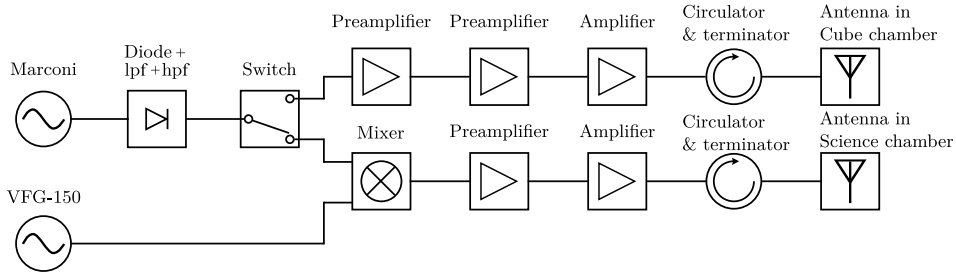 Preamplifier
Preamplifier
Amplifier
Circulator
& terminator
Antenna in
Cube chamber
Marconi
Diode+
lpf+hpf
Switch
Mixer
Preamplifier
Amplifier
Circulator
& terminator
Antenna in
Science chamber
VFG-150